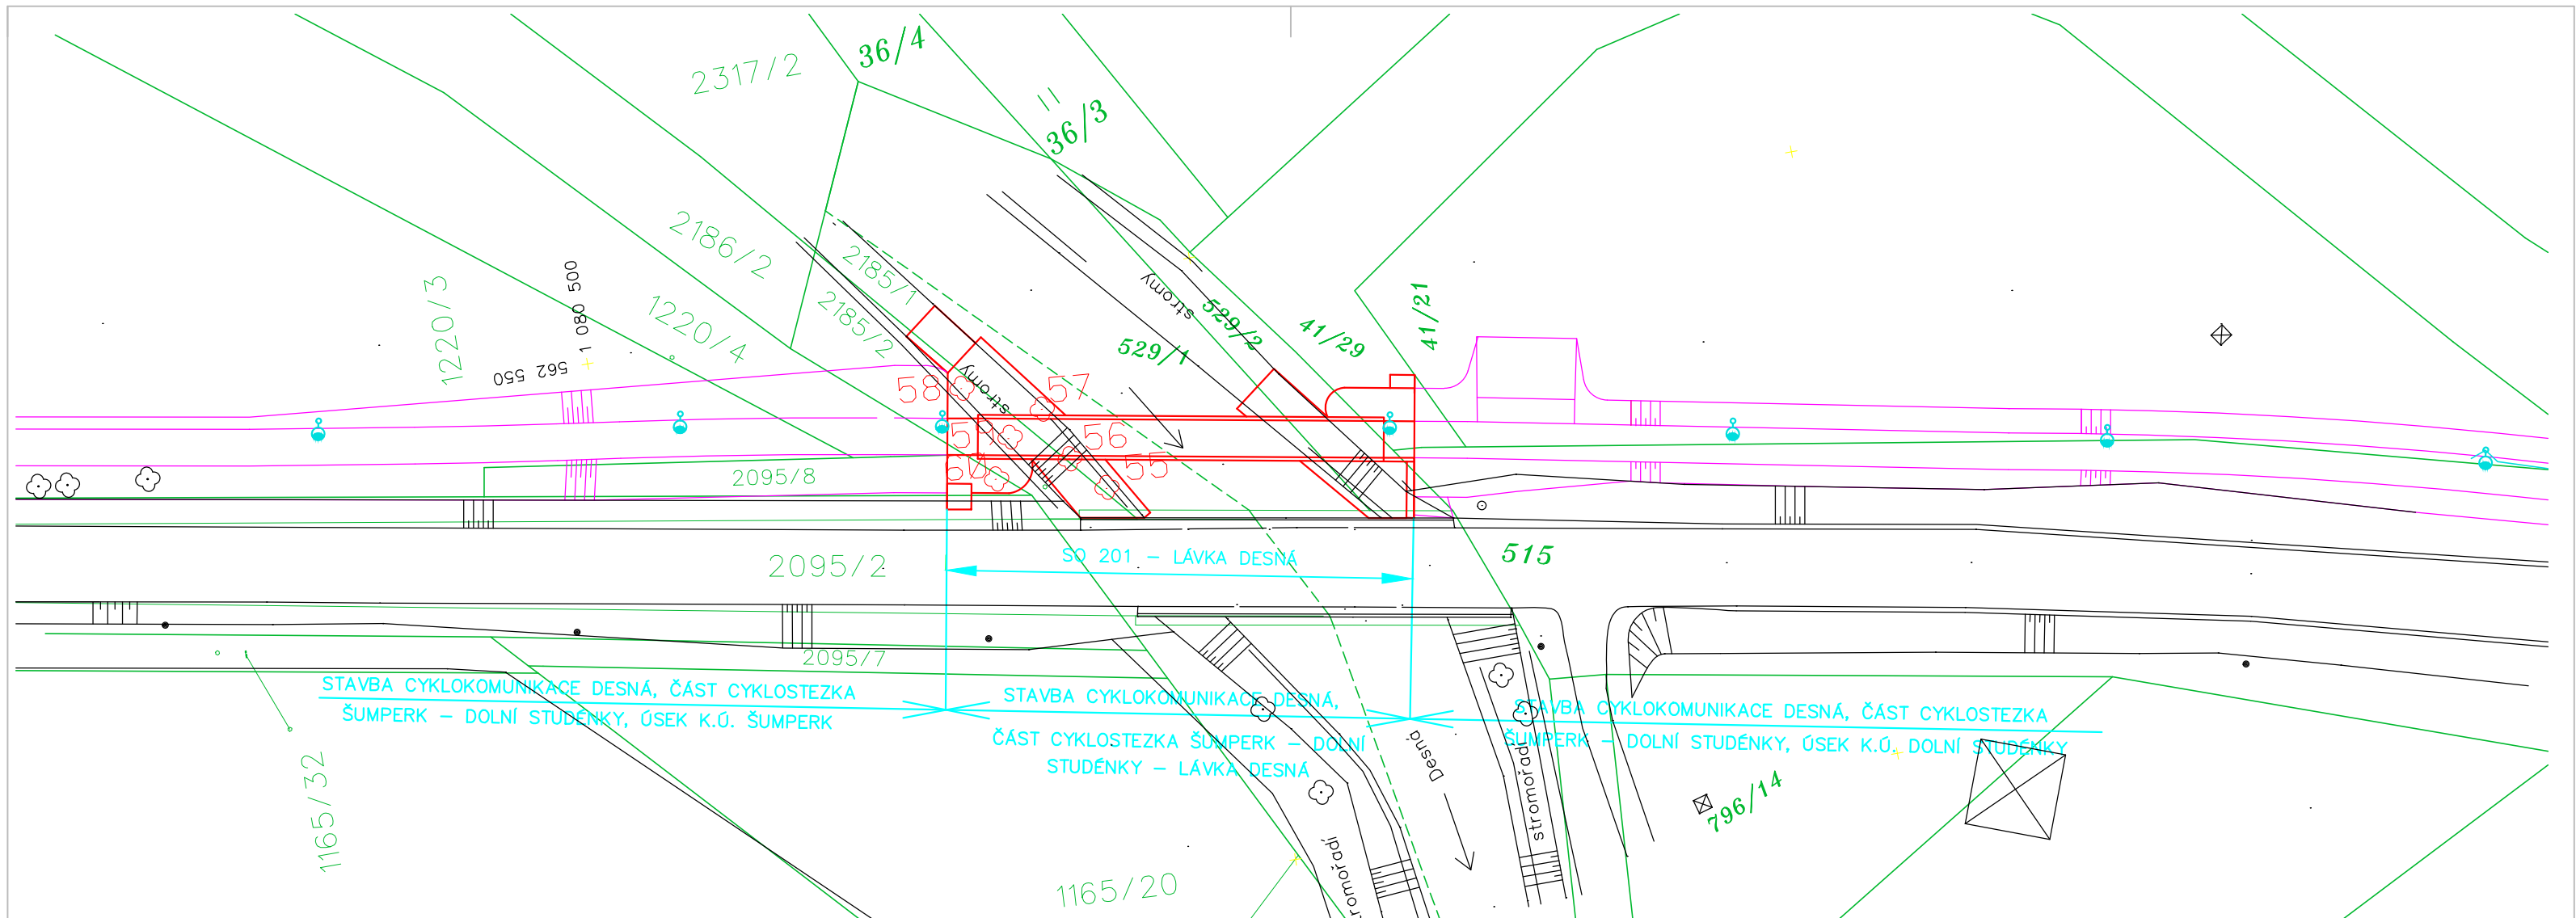 36/4
2317/2
36/3
2186/2
2185/1
2185/2
1220/3
1220/4
1 080 500
562 550
stromy
529/2
529/1
41/29
41/21
58
stromy
57
59
56
60
55
2095/8
SO 201 – LÁVKA DESNÁ
2095/2
515
2095/7
STAVBA CYKLOKOMUNIKACE DESNÁ, ČÁST CYKLOSTEZKA
ŠUMPERK – DOLNÍ STUDÉNKY, ÚSEK K.Ú. ŠUMPERK
STAVBA CYKLOKOMUNIKACE DESNÁ,
ČÁST CYKLOSTEZKA ŠUMPERK – DOLNÍ
STUDÉNKY – LÁVKA DESNÁ
STAVBA CYKLOKOMUNIKACE DESNÁ, ČÁST CYKLOSTEZKA
ŠUMPERK – DOLNÍ STUDÉNKY, ÚSEK K.Ú. DOLNÍ STUDÉNKY
1165/32
Desná
stromořadí
796/14
romořadí
1165/20